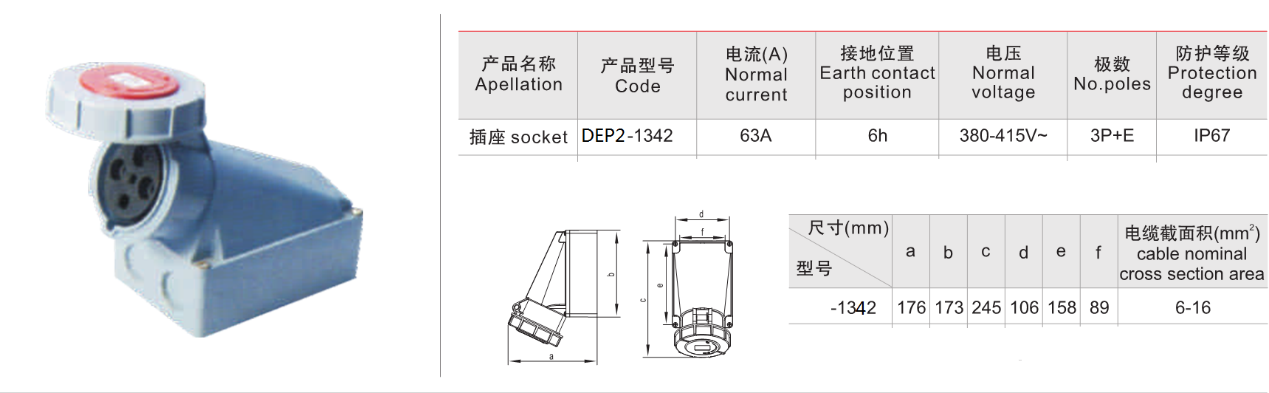 产品名称
Apellation
产品型号
Code
电流(A)
Normal
current
接地位置
Earth contact
position
电压
Normal
voltage
极数
No.poles
防护等级
Protection
degree
插座 socket
DEP2-1342
63A
6h
380-415V~
3P+E
IP67
a
b
c
d
e
f
尺寸(mm)
型号
a
b
c
d
e
f
电缆截面积(mm²)
cable nominal
cross section area
-1342
176
173
245
106
158
89
6-16